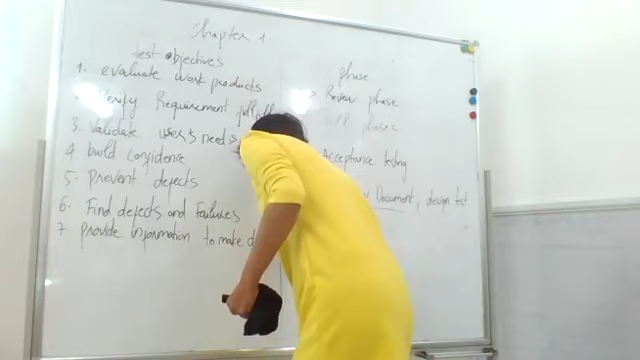 Chapter 1
test objectives
phase
1. evaluate work products
Review phase
Verify Requirement
all phases
3. Validate users needs
Acceptance testing
4 build confidence
5. prevent defects
Document, design test
6. Find defects and failures
7 provide information to make